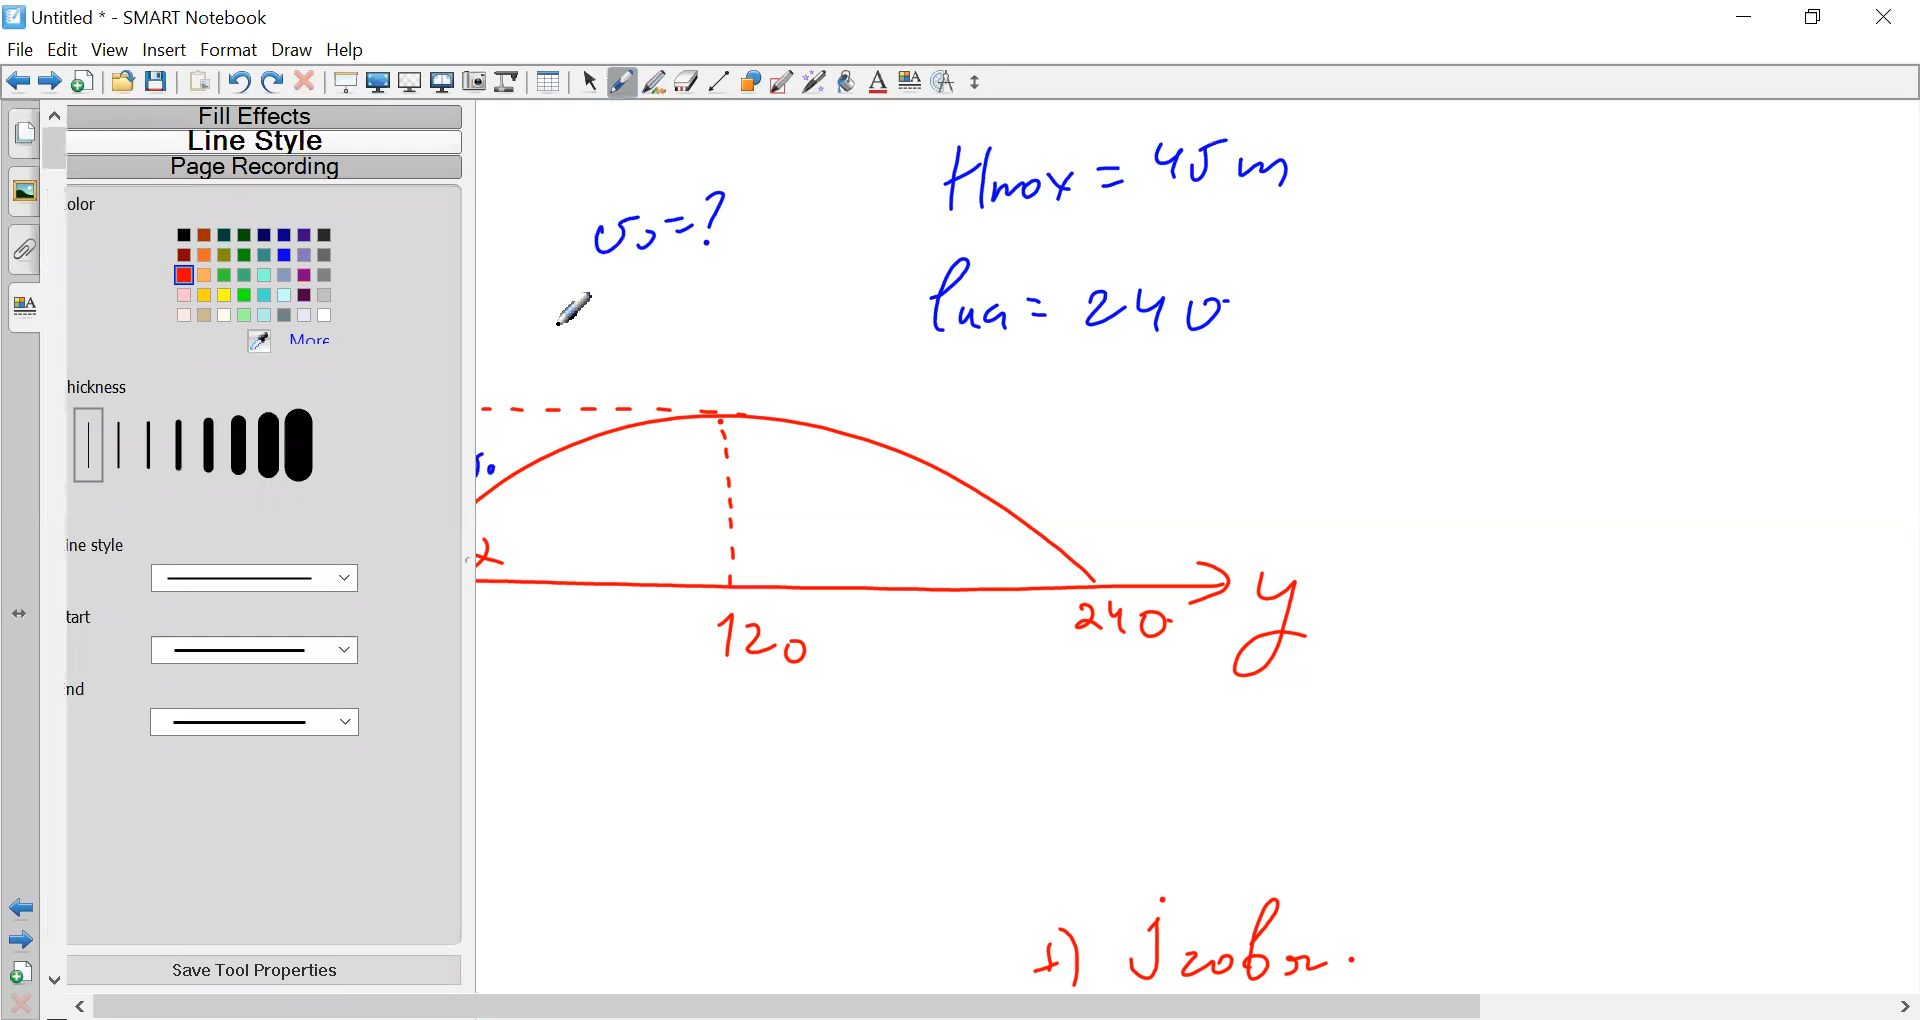 Untitled * - SMART Notebook
File Edit View Insert Format Draw Help
Fill Effects
Line Style
Page Recording
olor
More
hickness
ine style
tart
nd
Save Tool Properties
Hmax = 45 m
υ₀ = ?
240
120
240
y